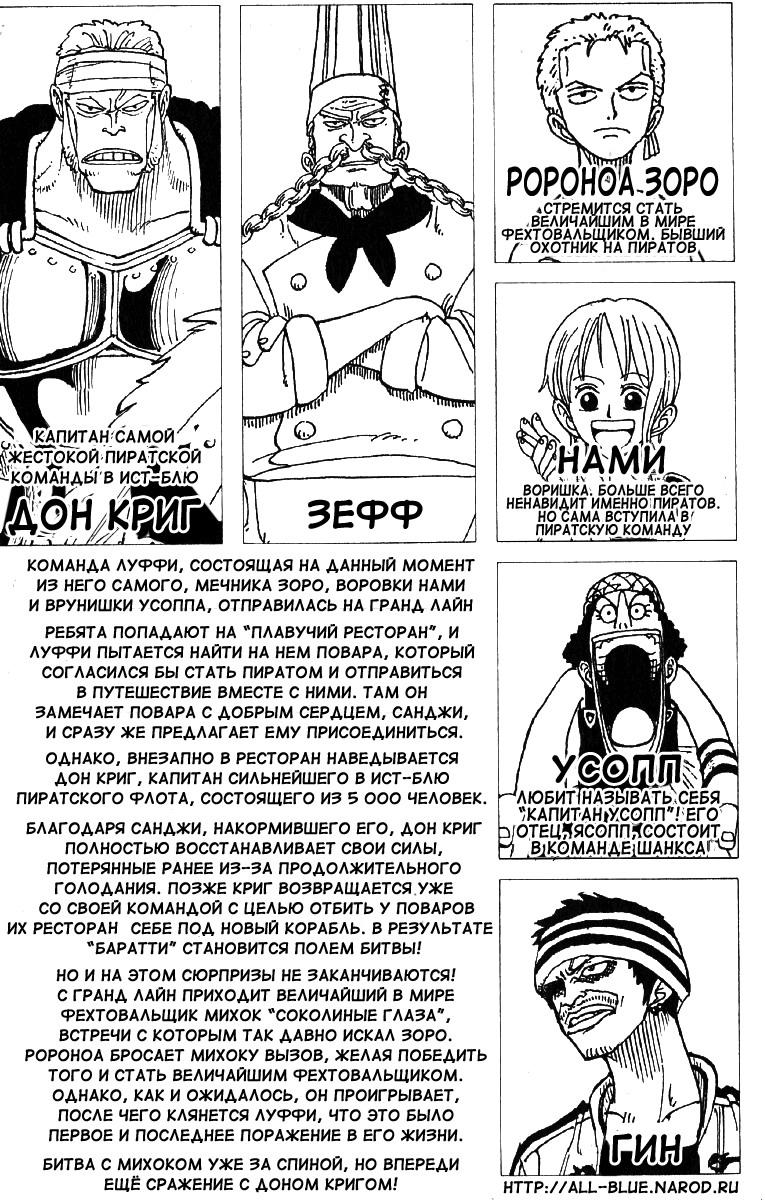 КАПИТАН САМОЙ
ЖЕСТОКОЙ ПИРАТСКОЙ
КОМАНДЫ В ИСТ-БЛЮ
ДОН КРИГ
ЗЕФФ
РОРОНОА ЗОРО
СТРЕМИТСЯ СТАТЬ
ВЕЛИЧАЙШИМ В МИРЕ
ФЕХТОВАЛЬЩИКОМ. БЫВШИЙ
ОХОТНИК НА ПИРАТОВ
НАМИ
ВОРИШКА. БОЛЬШЕ ВСЕГО
НЕНАВИДИТ ИМЕННО ПИРАТОВ.
НО САМА ВСТУПИЛА В
ПИРАТСКУЮ КОМАНДУ
УСОПП
ЛЮБИТ НАЗЫВАТЬ СЕБЯ
"КАПИТАН УСОПП"! ЕГО
ОТЕЦ, ЯСОПП, СОСТОИТ
В КОМАНДЕ ШАНКСА
ГИН
КОМАНДА ЛУФФИ, СОСТОЯЩАЯ НА ДАННЫЙ МОМЕНТ
ИЗ НЕГО САМОГО, МЕЧНИКА ЗОРО, ВОРОВКИ НАМИ
И ВРУНИШКИ УСОППА, ОТПРАВИЛАСЬ НА ГРАНД ЛАЙН
РЕБЯТА ПОПАДАЮТ НА "ПЛАВУЧИЙ РЕСТОРАН", И
ЛУФФИ ПЫТАЕТСЯ НАЙТИ НА НЕМ ПОВАРА, КОТОРЫЙ
СОГЛАСИЛСЯ БЫ СТАТЬ ПИРАТОМ И ОТПРАВИТЬСЯ
В ПУТЕШЕСТВИЕ ВМЕСТЕ С НИМИ. ТАМ ОН
ЗАМЕЧАЕТ ПОВАРА С ДОБРЫМ СЕРДЦЕМ, САНДЖИ,
И СРАЗУ ЖЕ ПРЕДЛАГАЕТ ЕМУ ПРИСОЕДИНИТЬСЯ.
ОДНАКО, ВНЕЗАПНО В РЕСТОРАН НАВЕДЫВАЕТСЯ
ДОН КРИГ, КАПИТАН СИЛЬНЕЙШЕГО В ИСТ-БЛЮ
ПИРАТСКОГО ФЛОТА, СОСТОЯЩЕГО ИЗ 5 000 ЧЕЛОВЕК.
БЛАГОДАРЯ САНДЖИ, НАКОРМИВШЕГО ЕГО, ДОН КРИГ
ПОЛНОСТЬЮ ВОССТАНАВЛИВАЕТ СВОИ СИЛЫ,
ПОТЕРЯННЫЕ РАНЕЕ ИЗ-ЗА ПРОДОЛЖИТЕЛЬНОГО
ГОЛОДАНИЯ. ПОЗЖЕ КРИГ ВОЗВРАЩАЕТСЯ УЖЕ
СО СВОЕЙ КОМАНДОЙ С ЦЕЛЬЮ ОТБИТЬ У ПОВАРОВ
ИХ РЕСТОРАН СЕБЕ ПОД НОВЫЙ КОРАБЛЬ. В РЕЗУЛЬТАТЕ
"БАРАТТИ" СТАНОВИТСЯ ПОЛЕМ БИТВЫ!
НО И НА ЭТОМ СЮРПРИЗЫ НЕ ЗАКАНЧИВАЮТСЯ!
С ГРАНД ЛАЙН ПРИХОДИТ ВЕЛИЧАЙШИЙ В МИРЕ
ФЕХТОВАЛЬЩИК МИХОК "СОКОЛИНЫЕ ГЛАЗА",
ВСТРЕЧИ С КОТОРЫМ ТАК ДАВНО ИСКАЛ ЗОРО.
РОРОНОА БРОСАЕТ МИХОКУ ВЫЗОВ, ЖЕЛАЯ ПОБЕДИТЬ
ТОГО И СТАТЬ ВЕЛИЧАЙШИМ ФЕХТОВАЛЬЩИКОМ.
ОДНАКО, КАК И ОЖИДАЛОСЬ, ОН ПРОИГРЫВАЕТ,
ПОСЛЕ ЧЕГО КЛЯНЕТСЯ ЛУФФИ, ЧТО ЭТО БЫЛО
ПЕРВОЕ И ПОСЛЕДНЕЕ ПОРАЖЕНИЕ В ЕГО ЖИЗНИ.
БИТВА С МИХОКОМ УЖЕ ЗА СПИНОЙ, НО ВПЕРЕДИ
ЕЩЁ СРАЖЕНИЕ С ДОНОМ КРИГОМ!
HTTP://ALL-BLUE.NAROD.RU